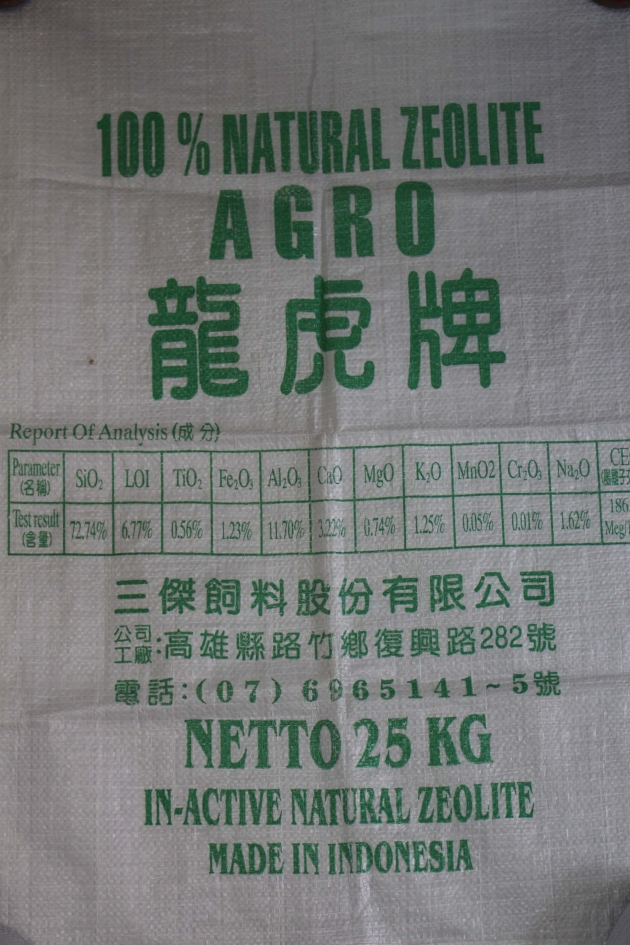 100 % NATURAL ZEOLITE
AGRO
龍虎牌
Report Of Analysis (成 分)
Parameter (名稱) SiO₂ LOI TiO₂ Fe₂O₃ Al₂O₃ CaO MgO K₂O MnO2 Cr₂O₃ Na₂O
Test result (含量) 72.74% 6.77% 0.56% 1.23% 11.70% 3.22% 0.74% 1.25% 0.05% 0.01% 1.62%
三傑飼料股份有限公司
公司工廠:高雄縣路竹鄉復興路282號
電話:(07) 6965141~5號
NETTO 25 KG
IN-ACTIVE NATURAL ZEOLITE
MADE IN INDONESIA